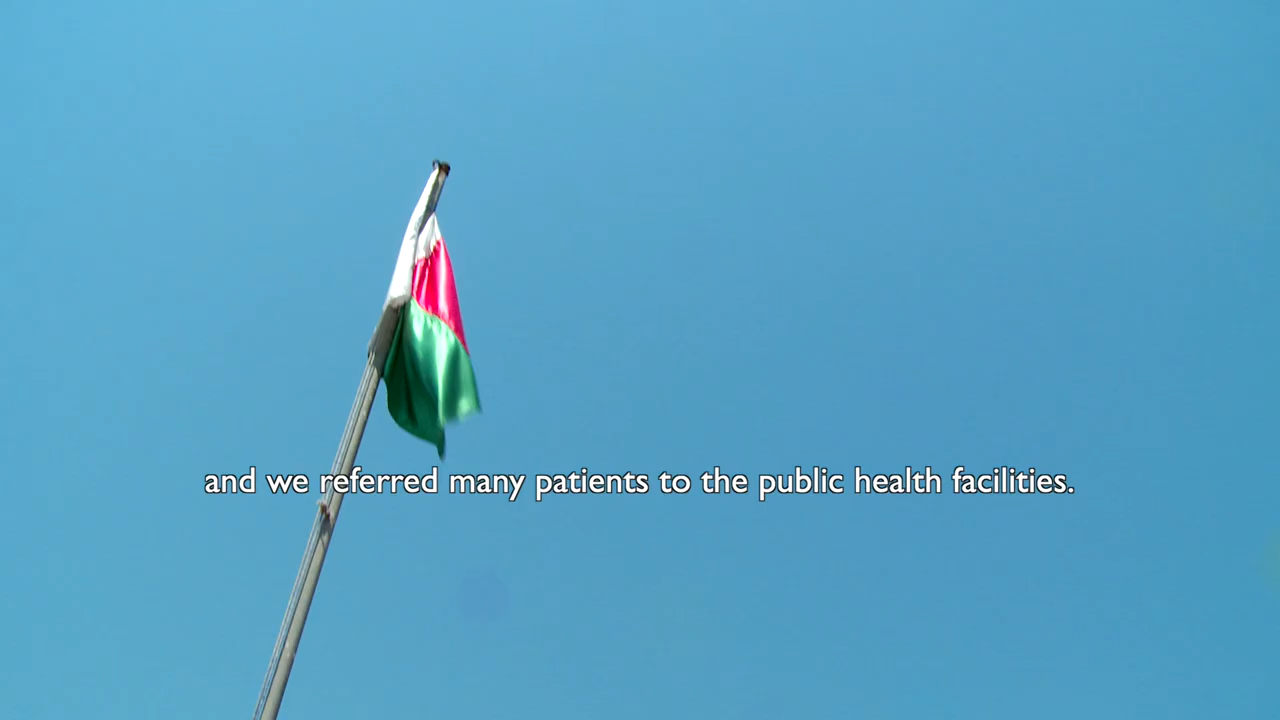 and we referred many patients to the public health facilities.